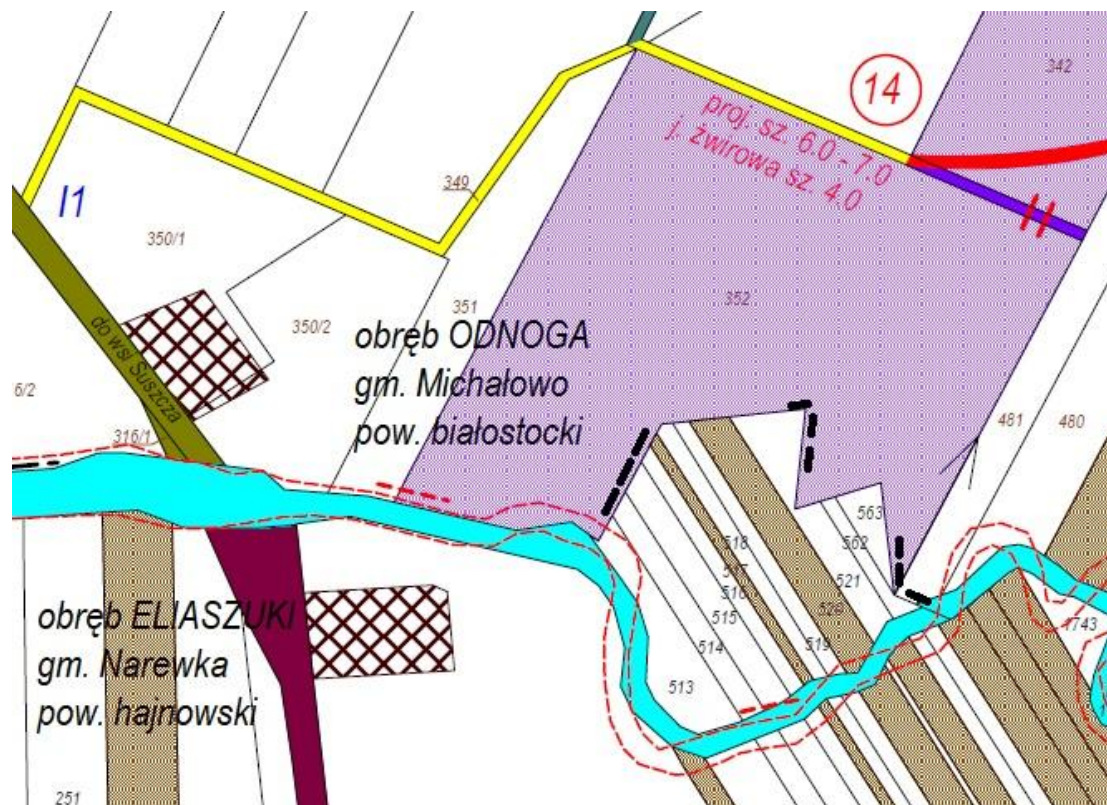 342
14
proj. sz. 6.0 - 7.0
j. żwirowa sz. 4.0
349
I1
350/1
352
351
350/2
obręb ODNOGA
gm. Michałowo
pow. białostocki
do wsi Suszcza
6/2
316/1
481
480
563
562
518
517
516
515
514
521
520
519
513
1743
obręb ELIASZUKI
gm. Narewka
pow. hajnowski
251